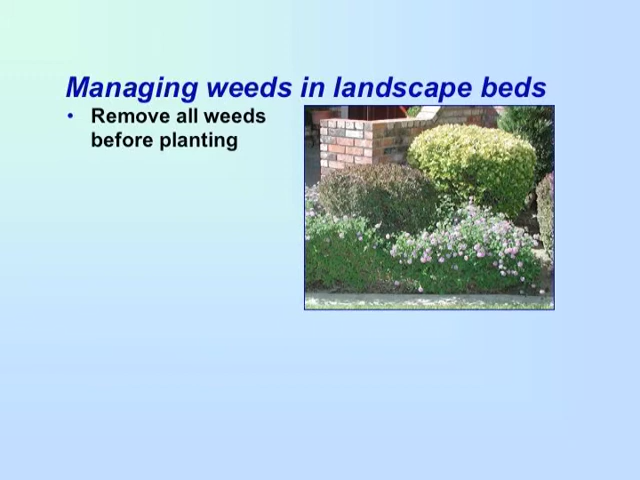 Managing weeds in landscape beds
• Remove all weeds
before planting